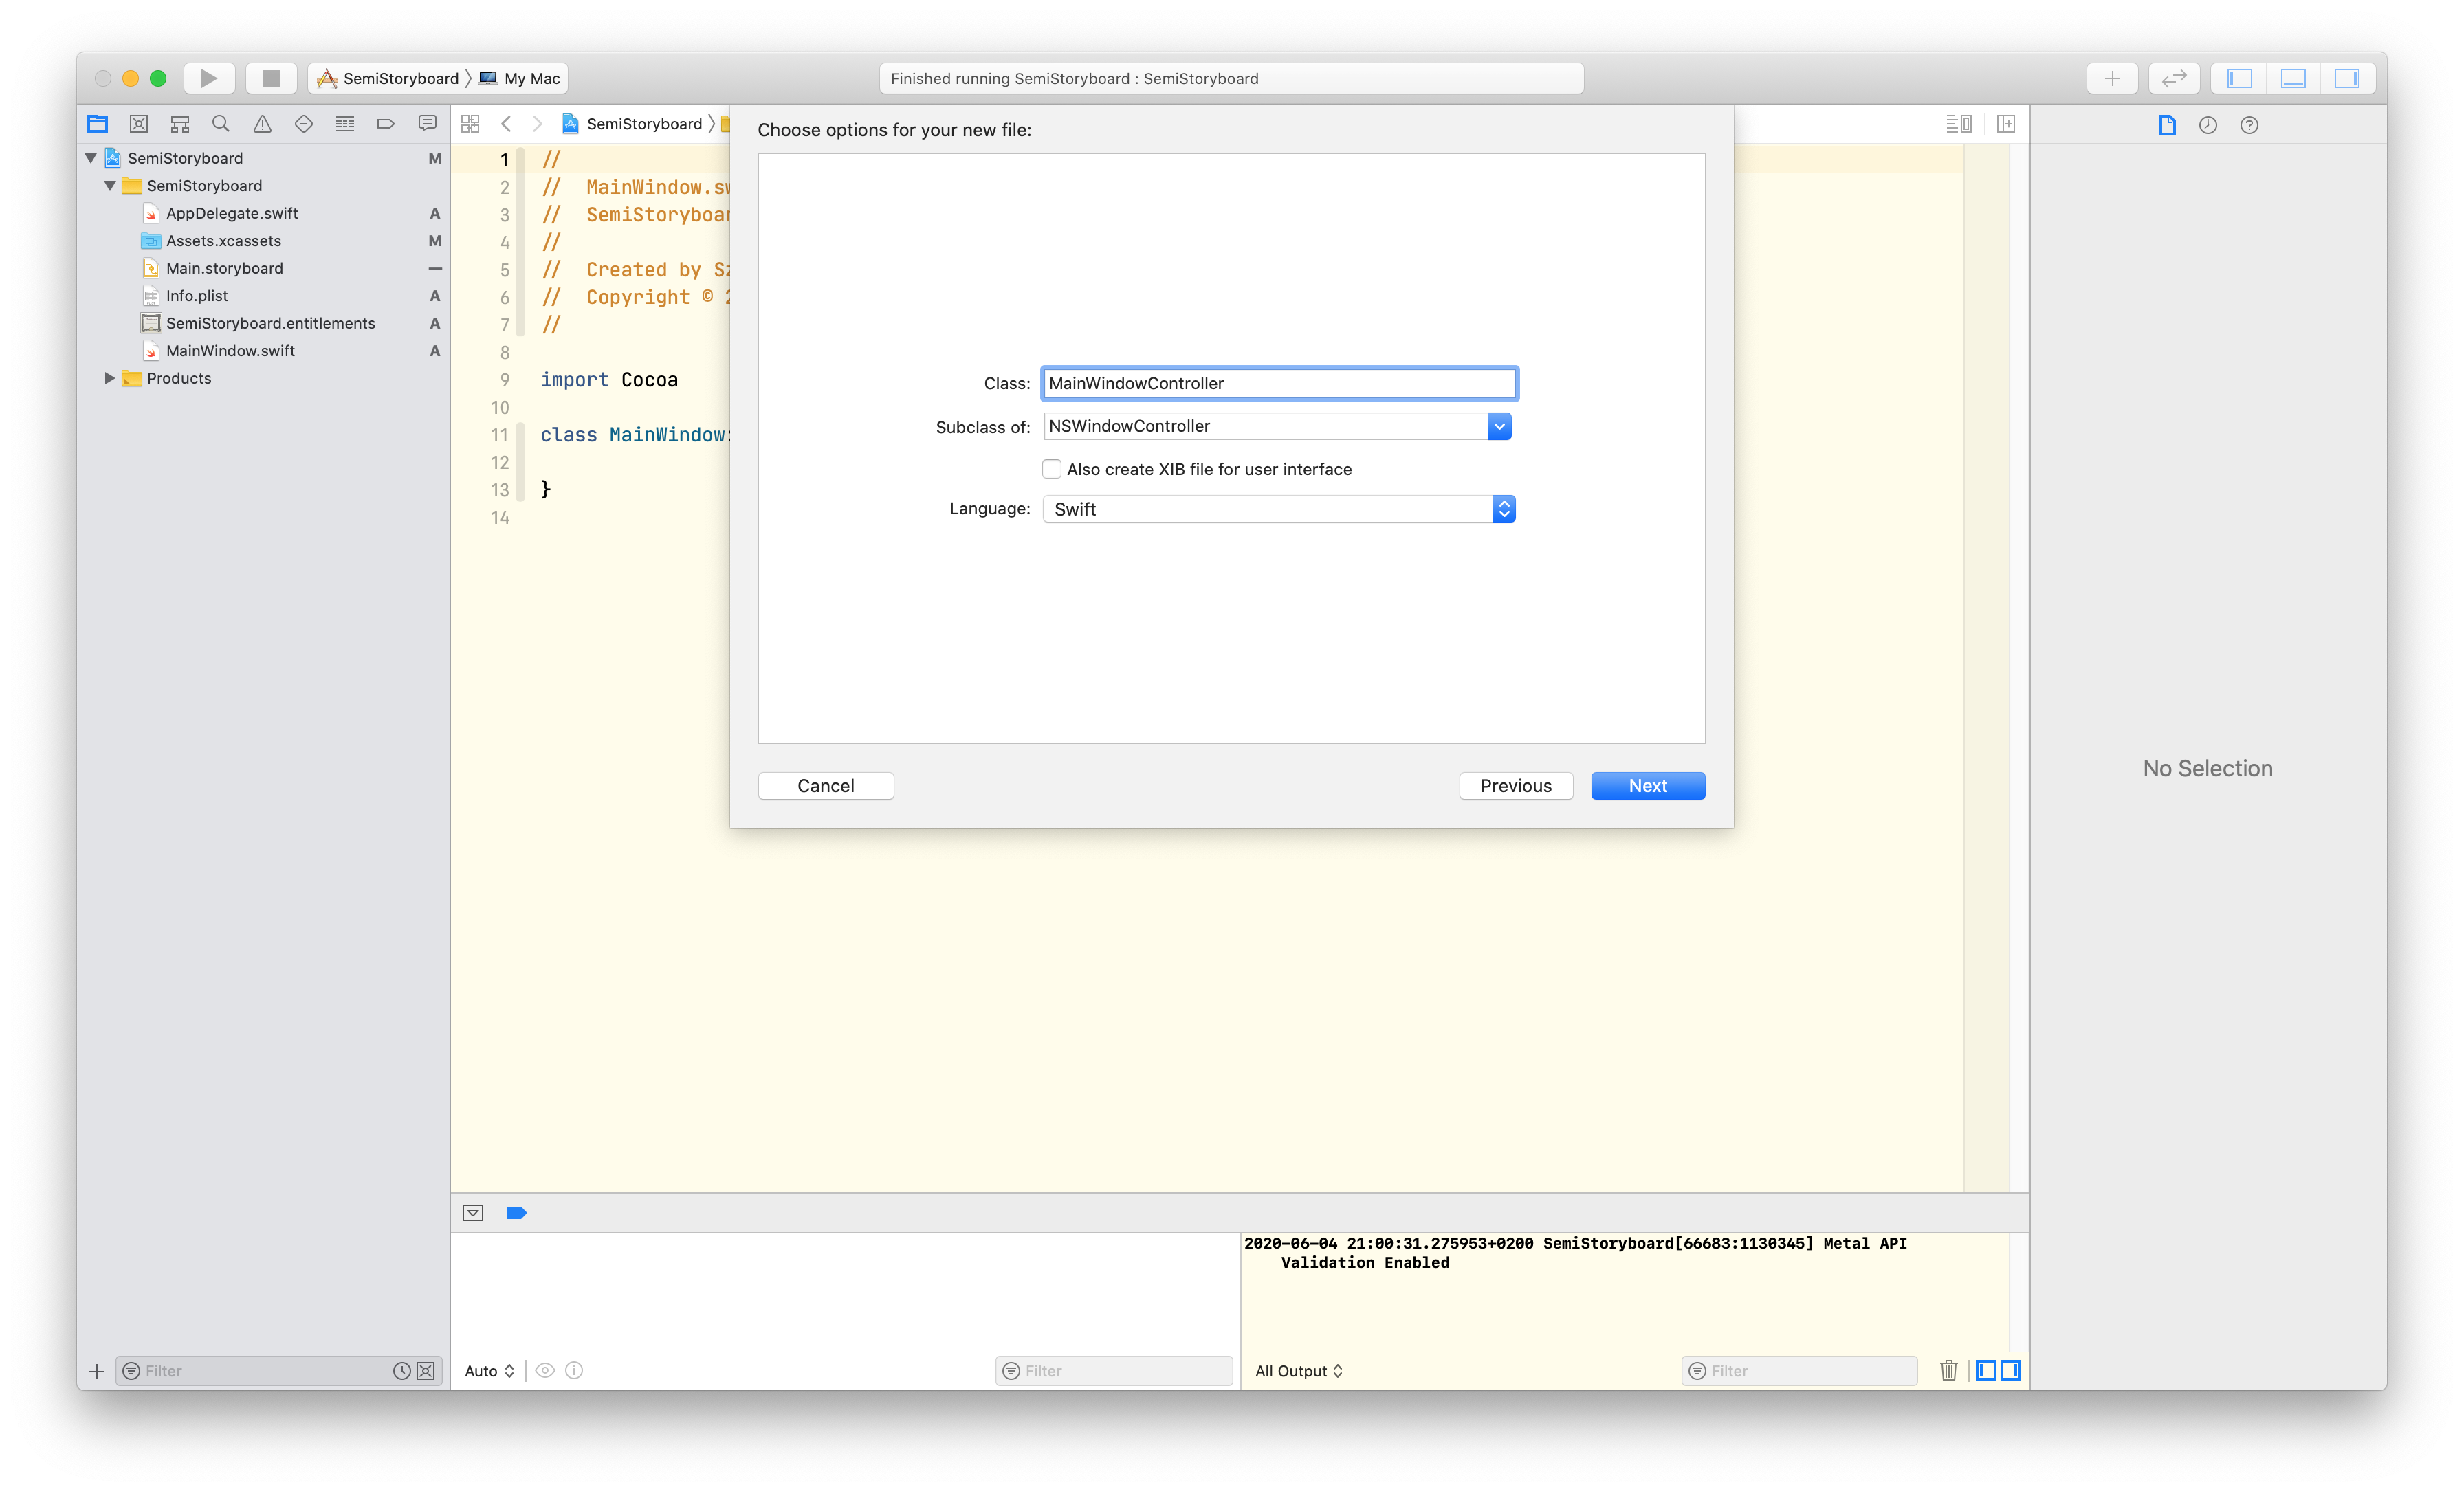 SemiStoryboard 〉 My Mac
Finished running SemiStoryboard : SemiStoryboard
SemiStoryboard M
SemiStoryboard
AppDelegate.swift A
Assets.xcassets M
Main.storyboard –
Info.plist A
SemiStoryboard.entitlements A
MainWindow.swift A
Products
Filter
SemiStoryboard 〉
1 //
2 // MainWindow.sw
3 // SemiStoryboar
4 //
5 // Created by Sz
6 // Copyright © 2
7 //
8
9 import Cocoa
10
11 class MainWindow:
12
13 }
14
Choose options for your new file:
Class: MainWindowController
Subclass of: NSWindowController
Also create XIB file for user interface
Language: Swift
Cancel
Previous
Next
No Selection
Auto
Filter
2020-06-04 21:00:31.275953+0200 SemiStoryboard[66683:1130345] Metal API
Validation Enabled
All Output
Filter